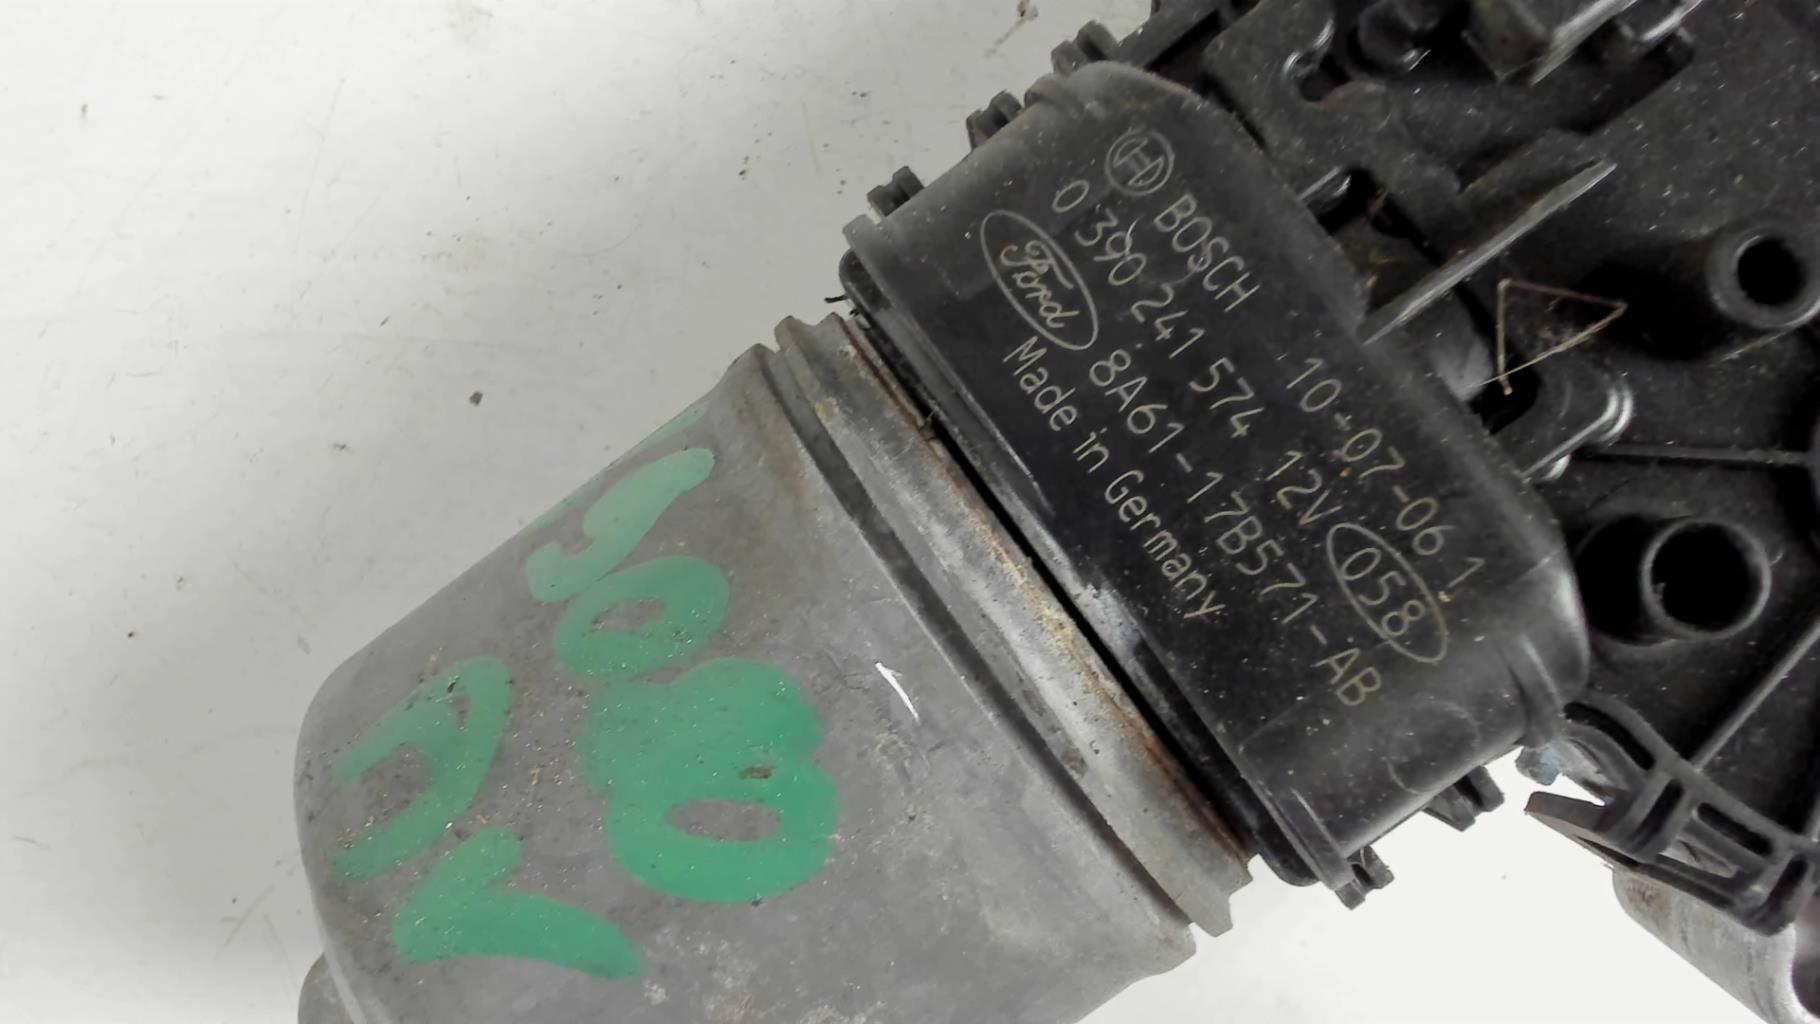 BOSCH 10-07-06 1
0 390 241 574 12V 058
Ford 8A61-17B571-AB
Made in Germany